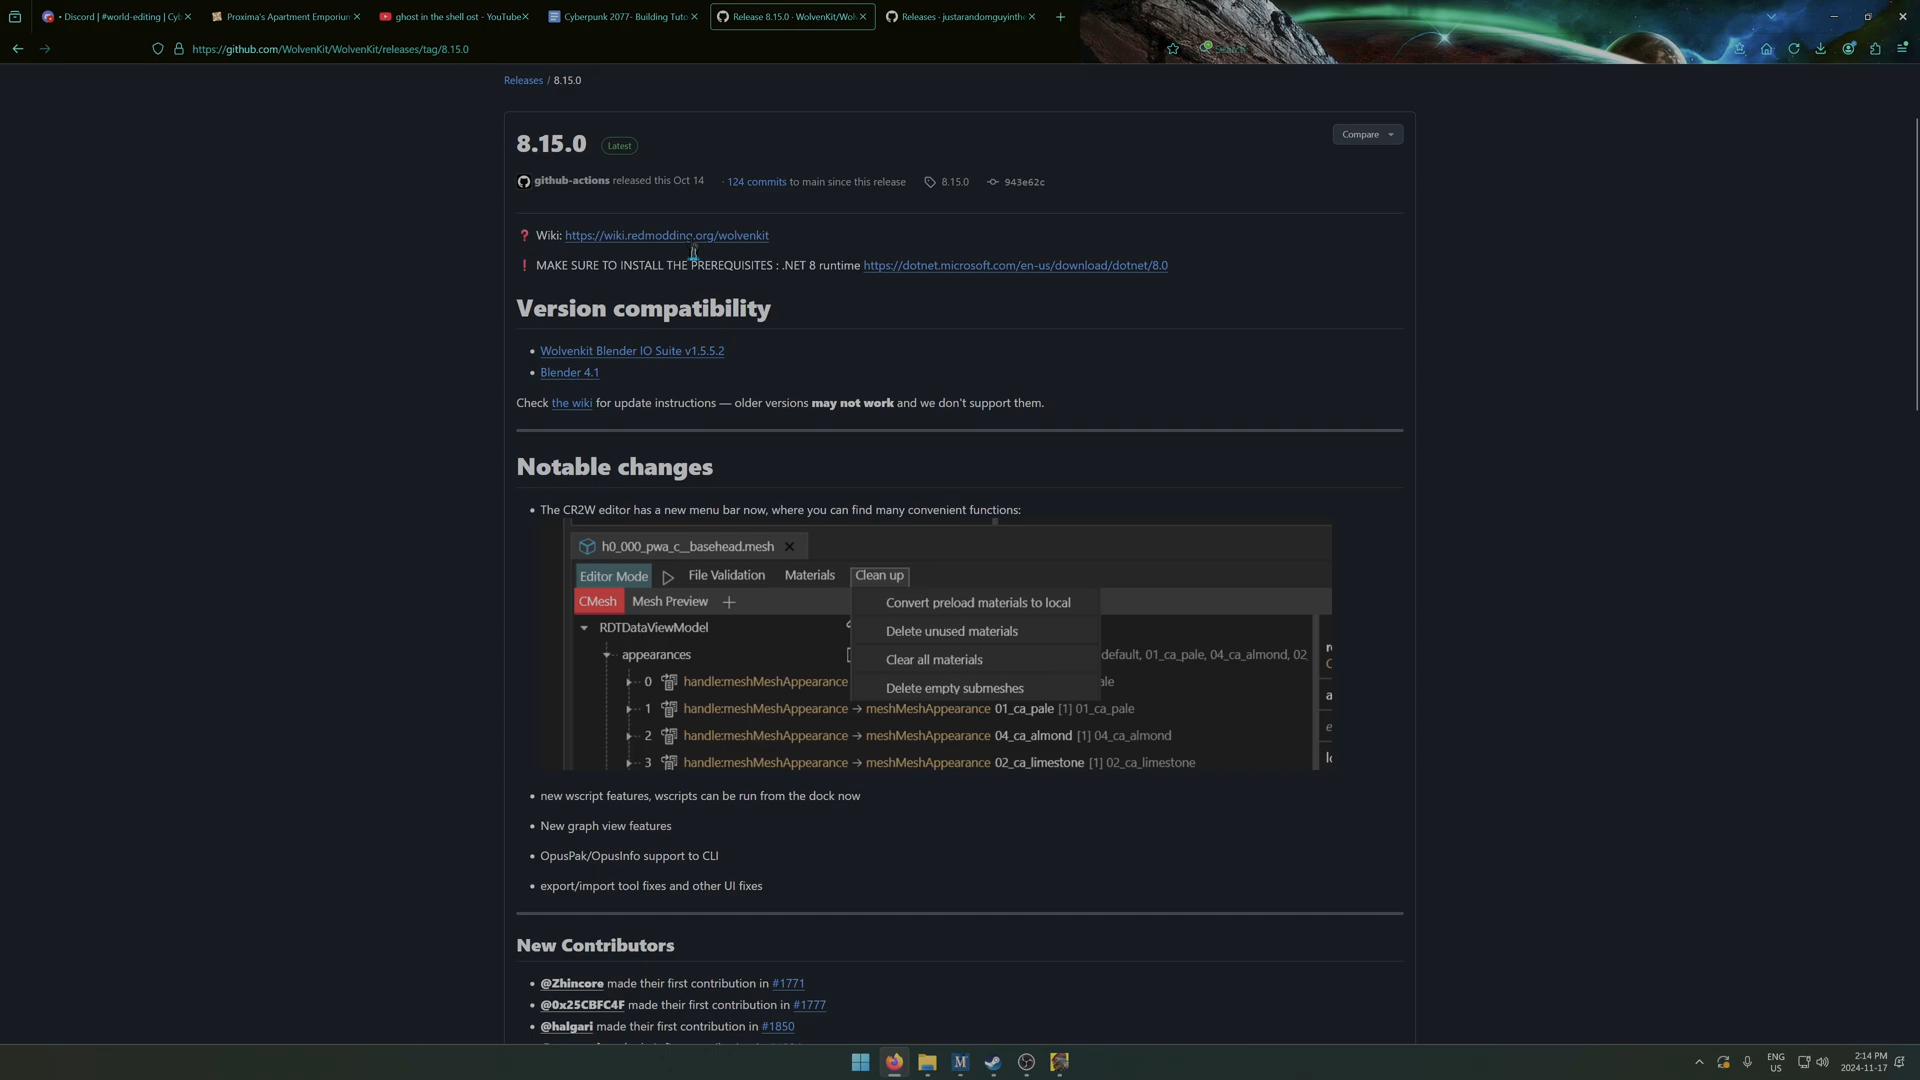 Discord | #world-editing | Cyb
Proxima's Apartment Emporium
ghost in the shell ost - YouTube
Cyberpunk 2077- Building Tuto
Release 8.15.0 · WolvenKit/Wol
Releases · justarandomguyinthe
https://github.com/WolvenKit/WolvenKit/releases/tag/8.15.0
Search
Releases / 8.15.0
8.15.0 Latest
Compare
github-actions released this Oct 14 · 124 commits to main since this release 8.15.0 943e62c
❓ Wiki: https://wiki.redmodding.org/wolvenkit
❗ MAKE SURE TO INSTALL THE PREREQUISITES : .NET 8 runtime https://dotnet.microsoft.com/en-us/download/dotnet/8.0
Version compatibility
• Wolvenkit Blender IO Suite v1.5.5.2
• Blender 4.1
Check the wiki for update instructions — older versions may not work and we don't support them.
Notable changes
• The CR2W editor has a new menu bar now, where you can find many convenient functions:
h0_000_pwa_c__basehead.mesh
Editor Mode File Validation Materials Clean up
CMesh Mesh Preview
Convert preload materials to local
RDTDataViewModel
Delete unused materials
appearances
default, 01_ca_pale, 04_ca_almond, 02_
Clear all materials
0 handle:meshMeshAppearance
ale
Delete empty submeshes
1 handle:meshMeshAppearance → meshMeshAppearance 01_ca_pale [1] 01_ca_pale
2 handle:meshMeshAppearance → meshMeshAppearance 04_ca_almond [1] 04_ca_almond
3 handle:meshMeshAppearance → meshMeshAppearance 02_ca_limestone [1] 02_ca_limestone
• new wscript features, wscripts can be run from the dock now
• New graph view features
• OpusPak/OpusInfo support to CLI
• export/import tool fixes and other UI fixes
New Contributors
• @Zhincore made their first contribution in #1771
• @0x25CBFC4F made their first contribution in #1777
• @halgari made their first contribution in #1850
ENG
US
2:14 PM
2024-11-17